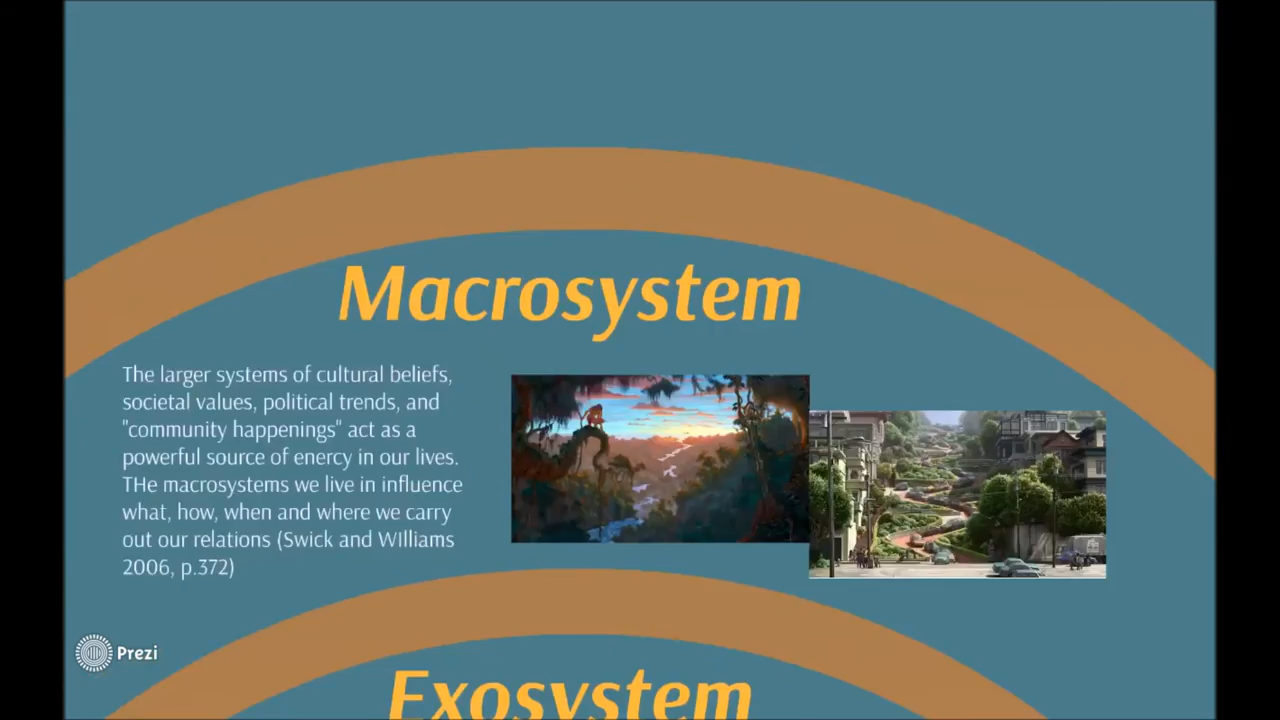 Macrosystem
The larger systems of cultural beliefs,
societal values, political trends, and
"community happenings" act as a
powerful source of enercy in our lives.
THe macrosystems we live in influence
what, how, when and where we carry
out our relations (Swick and WIlliams
2006, p.372)
Prezi
Exosystem